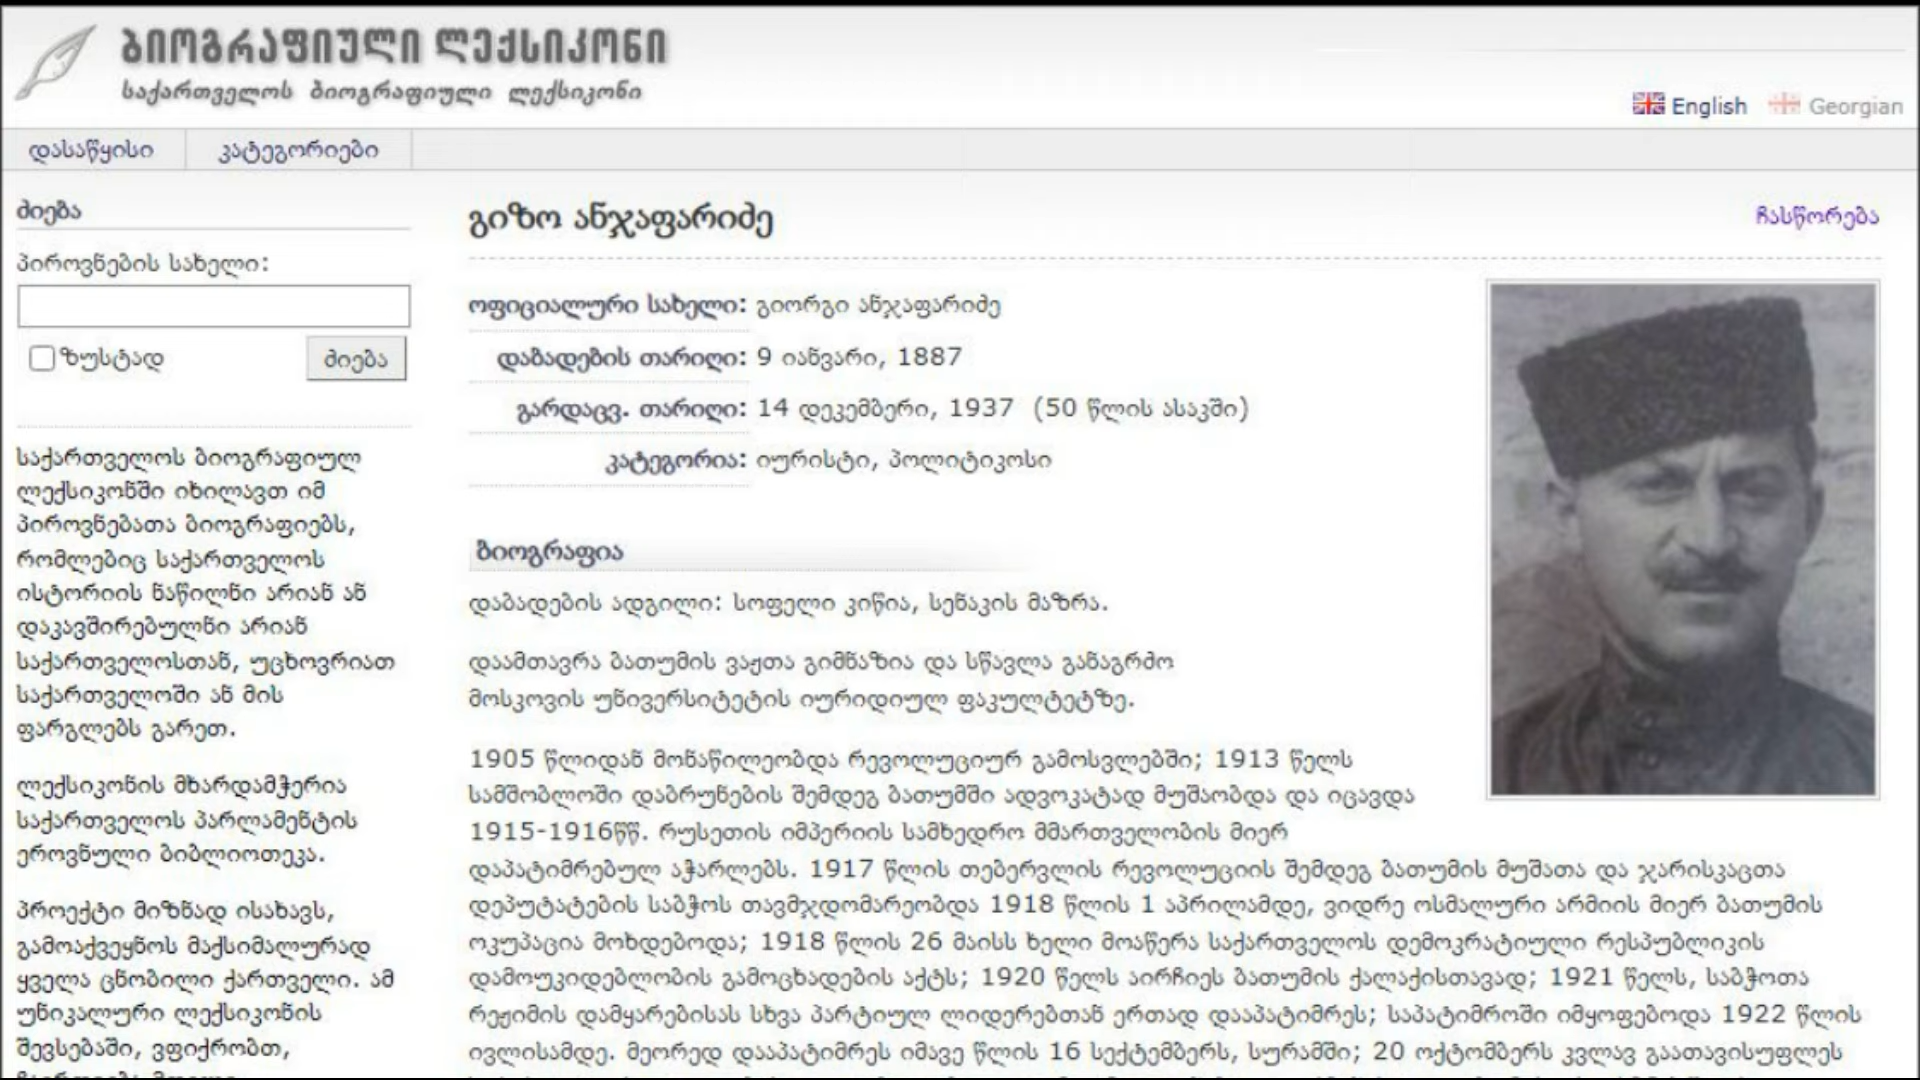 ბიოგრაფიული ლექსიკონი
საქართველოს ბიოგრაფიული ლექსიკონი
English Georgian
დასაწყისი კატეგორიები
ძიება
პიროვნების სახელი:
ზუსტად ძიება
საქართველოს ბიოგრაფიულ
ლექსიკონში იხილავთ იმ
პიროვნებათა ბიოგრაფიებს,
რომლებიც საქართველოს
ისტორიის ნაწილნი არიან ან
დაკავშირებულნი არიან
საქართველოსთან, უცხოვრიათ
საქართველოში ან მის
ფარგლებს გარეთ.
ლექსიკონის მხარდამჭერია
საქართველოს პარლამენტის
ეროვნული ბიბლიოთეკა.
პროექტი მიზნად ისახავს,
გამოაქვეყნოს მაქსიმალურად
ყველა ცნობილი ქართველი. ამ
უნიკალური ლექსიკონის
შევსებაში, ვფიქრობთ,
გიზო ანჯაფარიძე
ჩასწორება
ოფიციალური სახელი: გიორგი ანჯაფარიძე
დაბადების თარიღი: 9 იანვარი, 1887
გარდაცვ. თარიღი: 14 დეკემბერი, 1937 (50 წლის ასაკში)
კატეგორია: იურისტი, პოლიტიკოსი
ბიოგრაფია
დაბადების ადგილი: სოფელი კიწია, სენაკის მაზრა.
დაამთავრა ბათუმის ვაჟთა გიმნაზია და სწავლა განაგრძო
მოსკოვის უნივერსიტეტის იურიდიულ ფაკულტეტზე.
1905 წლიდან მონაწილეობდა რევოლუციურ გამოსვლებში; 1913 წელს
სამშობლოში დაბრუნების შემდეგ ბათუმში ადვოკატად მუშაობდა და იცავდა
1915-1916წწ. რუსეთის იმპერიის სამხედრო მმართველობის მიერ
დაპატიმრებულ აჭარლებს. 1917 წლის თებერვლის რევოლუციის შემდეგ ბათუმის მუშათა და ჯარისკაცთა
დეპუტატების საბჭოს თავმჯდომარეობდა 1918 წლის 1 აპრილამდე, ვიდრე ოსმალური არმიის მიერ ბათუმის
ოკუპაცია მოხდებოდა; 1918 წლის 26 მაისს ხელი მოაწერა საქართველოს დემოკრატიული რესპუბლიკის
დამოუკიდებლობის გამოცხადების აქტს; 1920 წელს აირჩიეს ბათუმის ქალაქისთავად; 1921 წელს, საბჭოთა
რეჟიმის დამყარებისას სხვა პარტიულ ლიდერებთან ერთად დააპატიმრეს; საპატიმროში იმყოფებოდა 1922 წლის
ივლისამდე. მეორედ დააპატიმრეს იმავე წლის 16 სექტემბერს, სურამში; 20 ოქტომბერს კვლავ გაათავისუფლეს